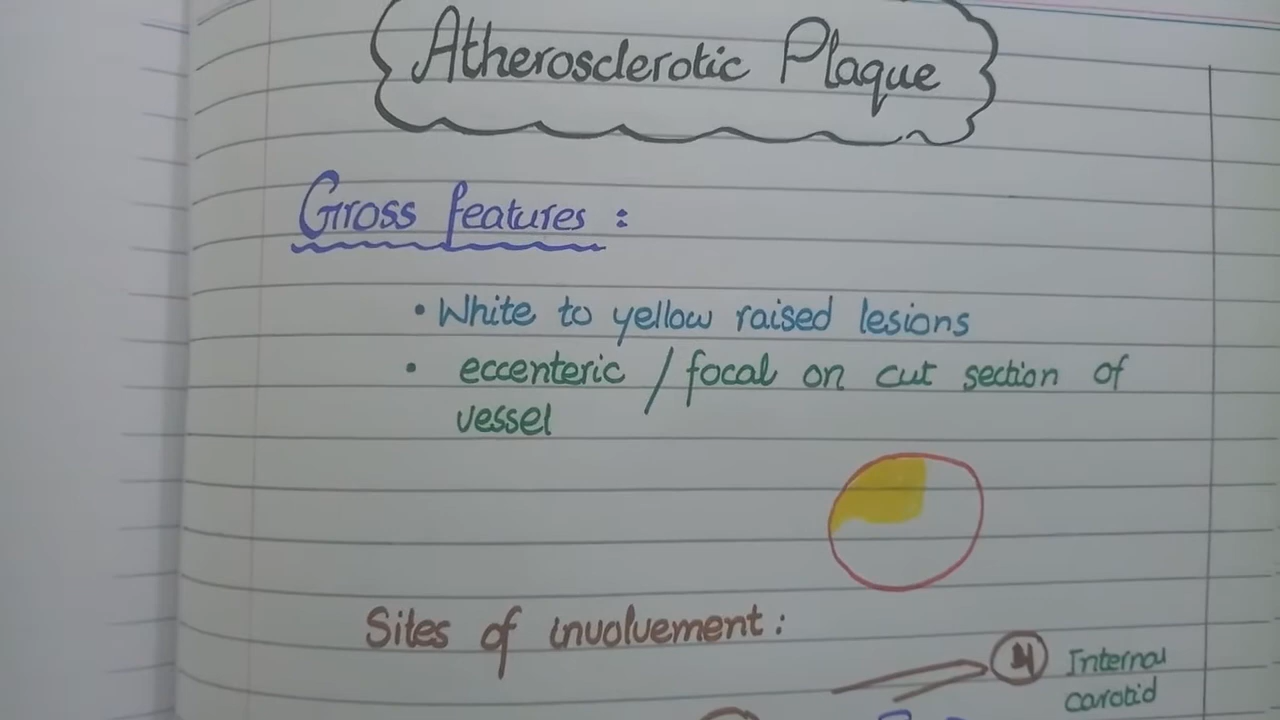 Atherosclerotic Plaque
Gross features :
• White to yellow raised lesions
• eccenteric / focal on cut section of
vessel
Sites of involvement :
4 Internal
carotid